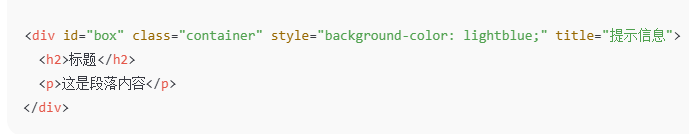 <div id="box" class="container" style="background-color: lightblue;" title="提示信息">
  <h2>标题</h2>
  <p>这是段落内容</p>
</div>